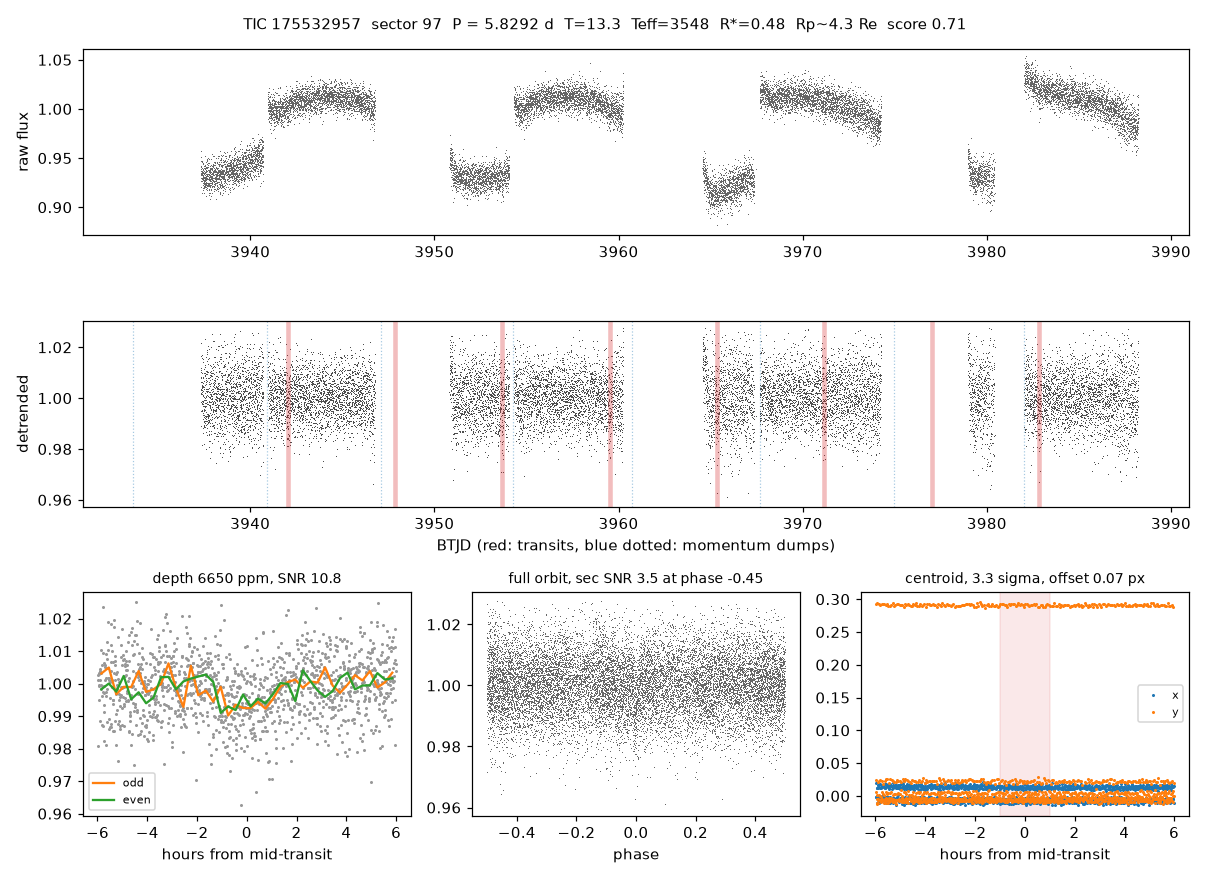 TIC 175532957  sector 97  P = 5.8292 d  T=13.3  Teff=3548  R*=0.48  Rp~4.3 Re  score 0.71
raw flux
1.05
1.00
0.95
0.90
3940 3950 3960 3970 3980 3990
detrended
1.02
1.00
0.98
0.96
3940 3950 3960 3970 3980 3990
BTJD (red: transits, blue dotted: momentum dumps)
depth 6650 ppm, SNR 10.8
1.02
1.01
1.00
0.99
0.98
0.97
0.96
odd
even
−6 −4 −2 0 2 4 6
hours from mid-transit
full orbit, sec SNR 3.5 at phase -0.45
1.02
1.00
0.98
0.96
−0.4 −0.2 0.0 0.2 0.4
phase
centroid, 3.3 sigma, offset 0.07 px
0.30
0.25
0.20
0.15
0.10
0.05
0.00
x
y
−6 −4 −2 0 2 4 6
hours from mid-transit